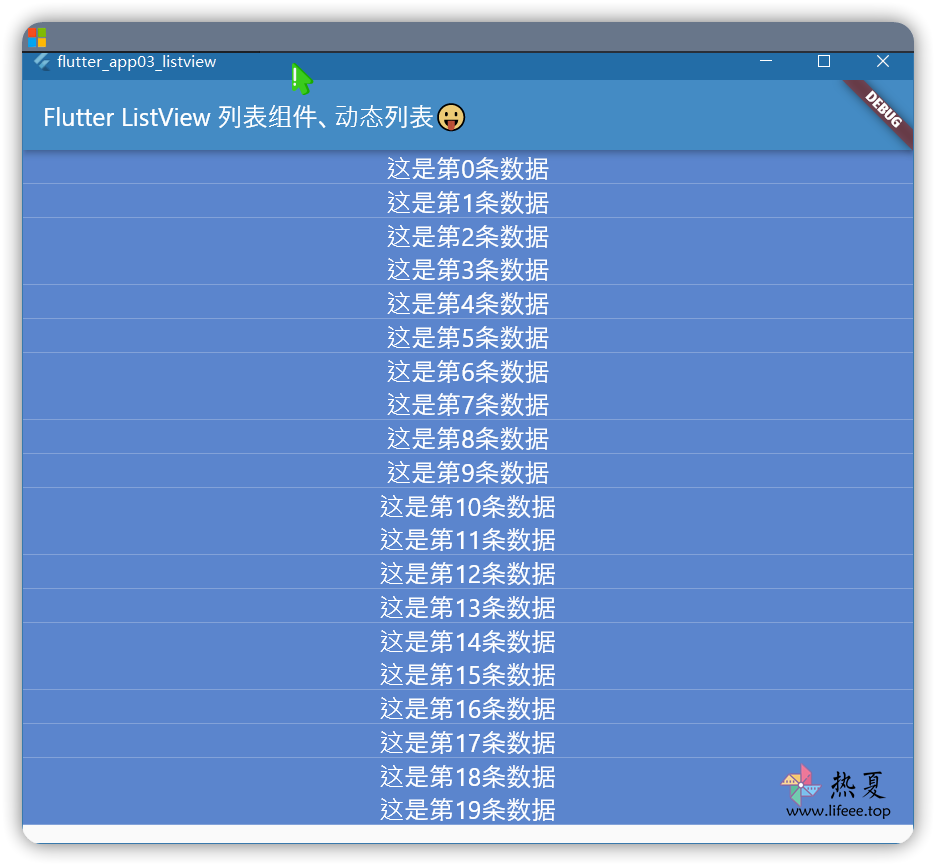 flutter_app03_listview
Flutter ListView 列表组件、动态列表😛
DEBUG
这是第0条数据
这是第1条数据
这是第2条数据
这是第3条数据
这是第4条数据
这是第5条数据
这是第6条数据
这是第7条数据
这是第8条数据
这是第9条数据
这是第10条数据
这是第11条数据
这是第12条数据
这是第13条数据
这是第14条数据
这是第15条数据
这是第16条数据
这是第17条数据
这是第18条数据
这是第19条数据
热夏
www.lifeee.top